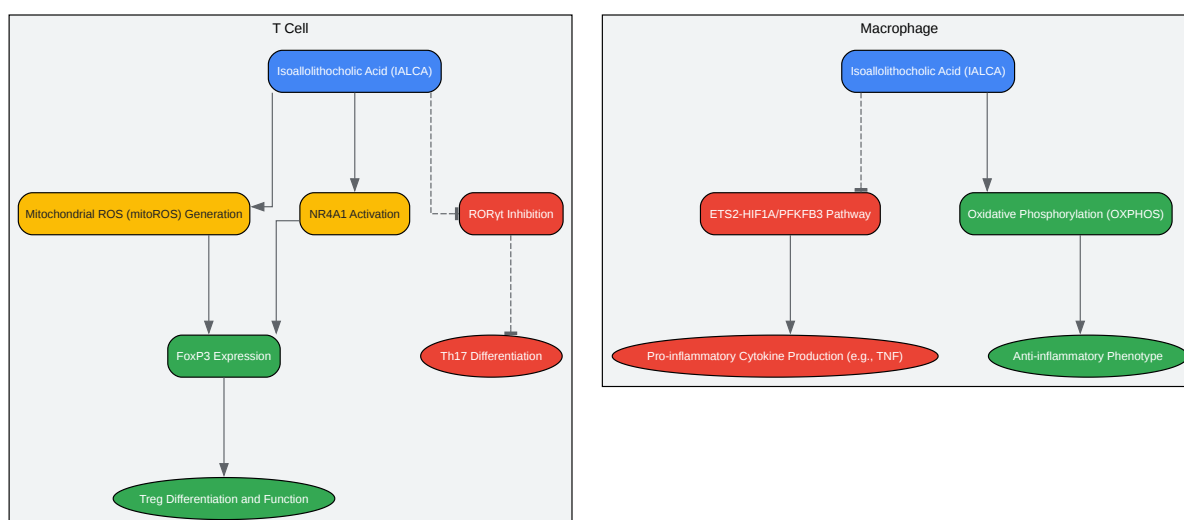 T Cell
Isoallolithocholic Acid (IALCA)
Mitochondrial ROS (mitoROS) Generation
NR4A1 Activation
RORγt Inhibition
FoxP3 Expression
Th17 Differentiation
Treg Differentiation and Function
Macrophage
Isoallolithocholic Acid (IALCA)
ETS2-HIF1A/PFKFB3 Pathway
Oxidative Phosphorylation (OXPHOS)
Pro-inflammatory Cytokine Production (e.g., TNF)
Anti-inflammatory Phenotype